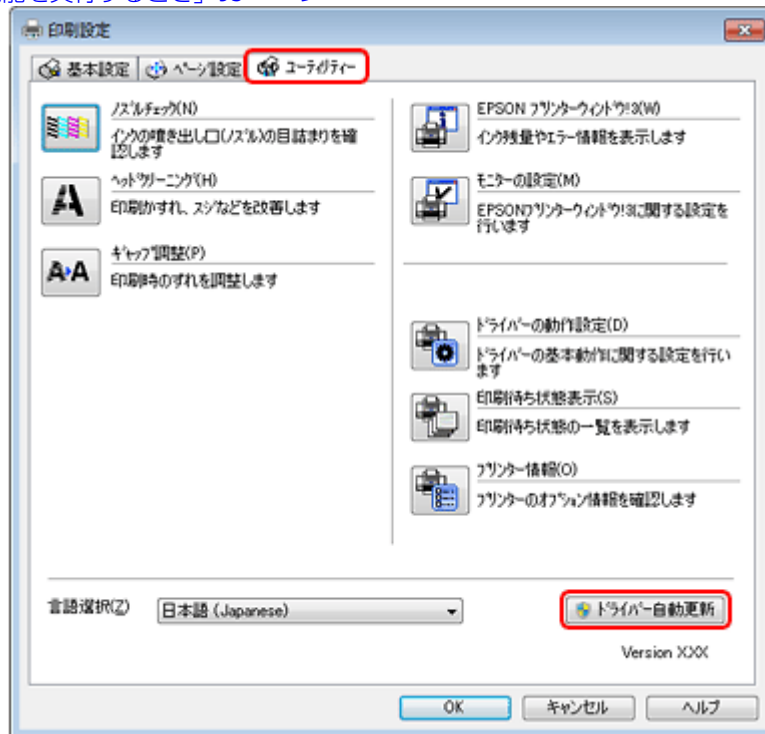 印刷設定
基本設定
ページ設定
ユーティリティー
ノズルチェック(N)
インクの噴き出し口(ノズル)の目詰まりを確
認します
ヘッドクリーニング(H)
印刷かすれ、スジなどを改善します
ギャップ調整(P)
印刷時のずれを調整します
EPSON プリンターウィンドウ!3(W)
インク残量やエラー情報を表示します
モニターの設定(M)
EPSONプリンターウィンドウ!3に関する設定を
行います
ドライバーの動作設定(D)
ドライバーの基本動作に関する設定を行い
ます
印刷待ち状態表示(S)
印刷待ち状態の一覧を表示します
プリンター情報(O)
プリンターのオプション情報を確認します
言語選択(Z)
日本語 (Japanese)
ドライバー自動更新
Version X.XX
OK
キャンセル
ヘルプ